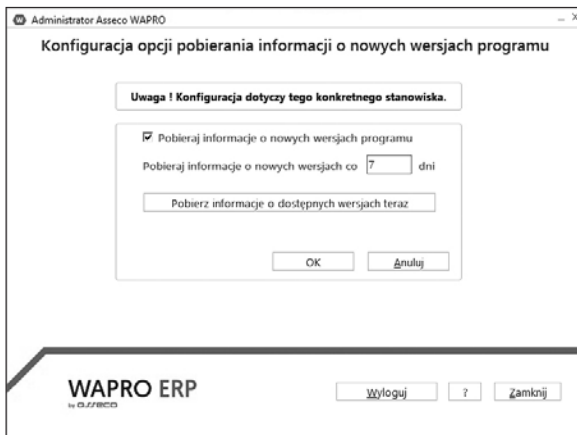 Administrator Asseco WAPRO
Konfiguracja opcji pobierania informacji o nowych wersjach programu
Uwaga ! Konfiguracja dotyczy tego konkretnego stanowiska.
Pobieraj informacje o nowych wersjach programu
Pobieraj informacje o nowych wersjach co 7 dni
Pobierz informacje o dostępnych wersjach teraz
OK Anuluj
WAPRO ERP
by asseco
Wyloguj ? Zamknij